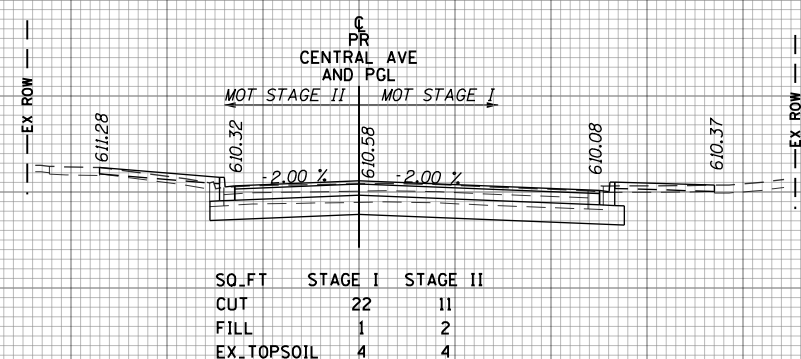 ℄
PR
CENTRAL AVE
AND PGL
MOT STAGE II MOT STAGE I
EX ROW
EX ROW
611.28
610.32
610.58
610.08
610.37
-2.00 % -2.00 %
SQ_FT STAGE I STAGE II
CUT 22 11
FILL 1 2
EX_TOPSOIL 4 4